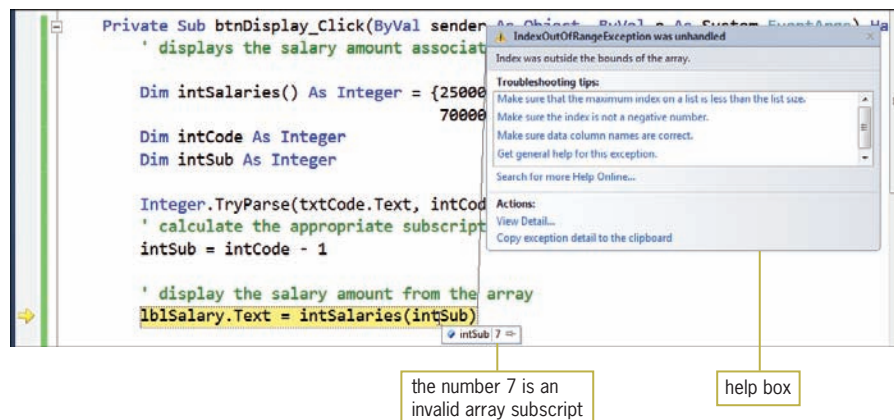 Private Sub btnDisplay_Click(ByVal sender As Object, ByVal e As System.EventArgs) Ha
' displays the salary amount associat
Dim intSalaries() As Integer = {25000
70000
Dim intCode As Integer
Dim intSub As Integer
Integer.TryParse(txtCode.Text, intCod
' calculate the appropriate subscript
intSub = intCode - 1
' display the salary amount from the array
lblSalary.Text = intSalaries(intSub)
intSub 7
IndexOutOfRangeException was unhandled
Index was outside the bounds of the array.
Troubleshooting tips:
Make sure that the maximum index on a list is less than the list size.
Make sure the index is not a negative number.
Make sure data column names are correct.
Get general help for this exception.
Search for more Help Online...
Actions:
View Detail...
Copy exception detail to the clipboard
the number 7 is an
invalid array subscript
help box